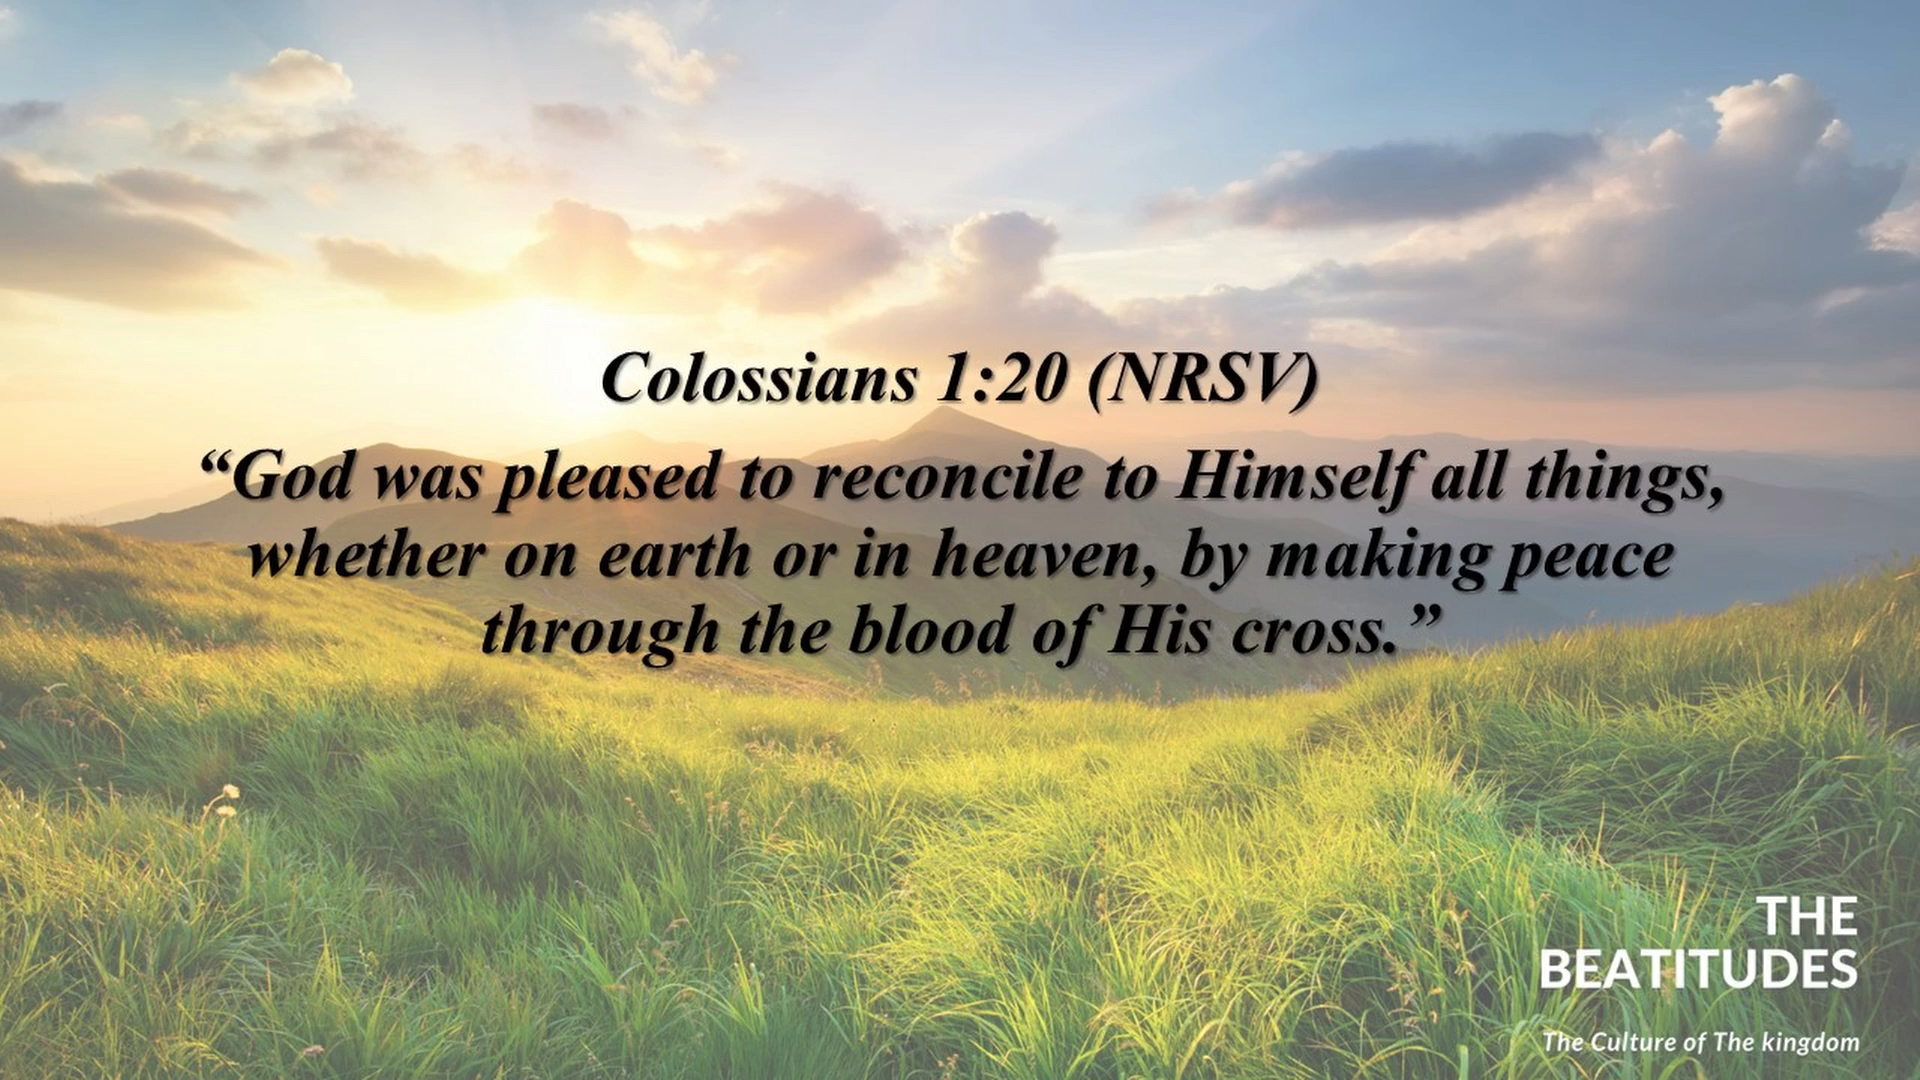 Colossians 1:20 (NRSV)
“God was pleased to reconcile to Himself all things,
whether on earth or in heaven, by making peace
through the blood of His cross.”
THE
BEATITUDES
The Culture of The kingdom